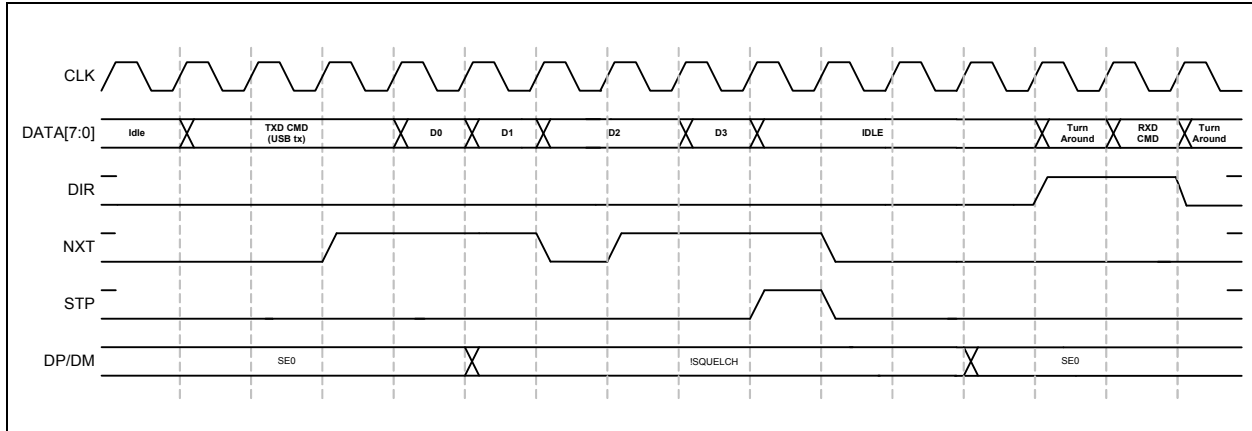 CLK
DATA[7:0]
Idle
TXD CMD
(USB tx)
D0
D1
D2
D3
IDLE
Turn
Around
RXD
CMD
Turn
Around
DIR
NXT
STP
DP/DM
SE0
!SQUELCH
SE0